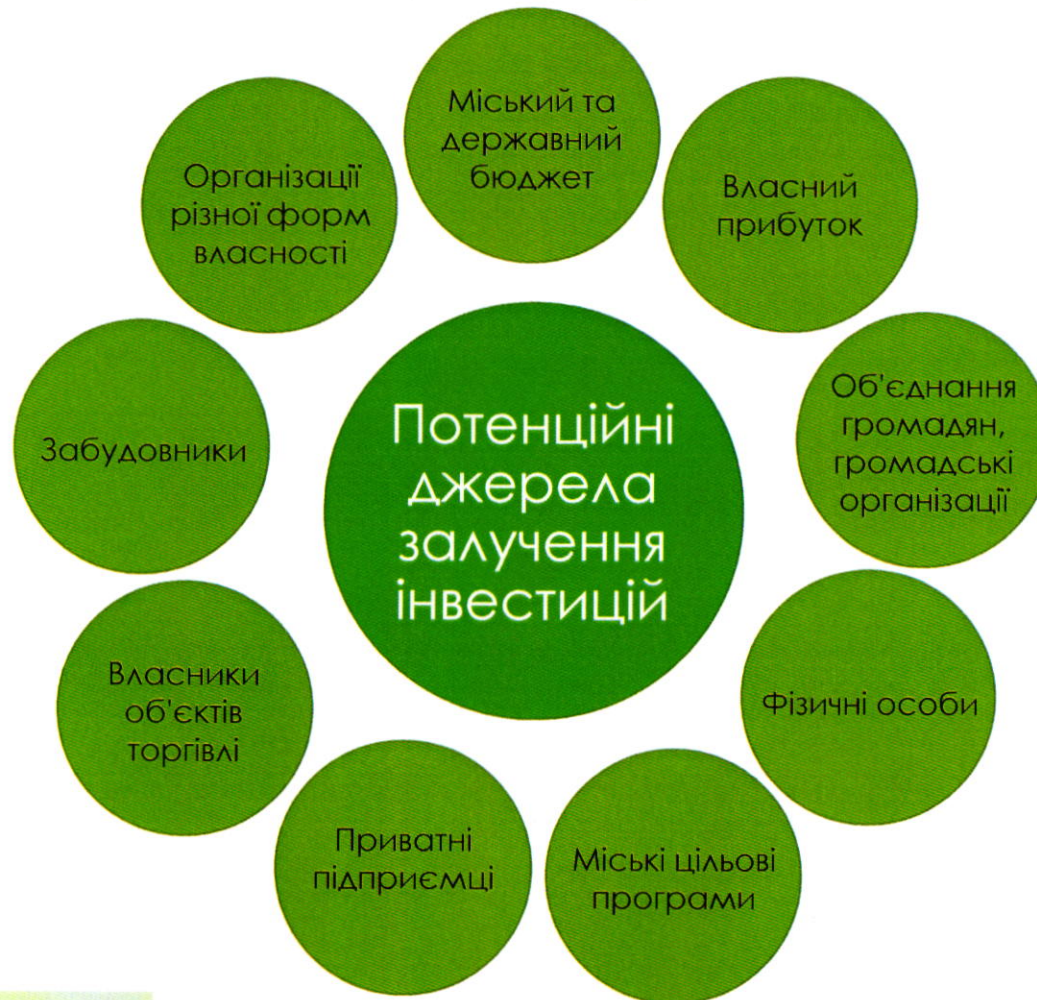 Міський та
державний
бюджет
Власний
прибуток
Об'єднання
громадян,
громадські
організації
Фізичні особи
Міські цільові
програми
Приватні
підприємці
Власники
об'єктів
торгівлі
Забудовники
Організації
різної форм
власності
Потенційні
джерела
залучення
інвестицій